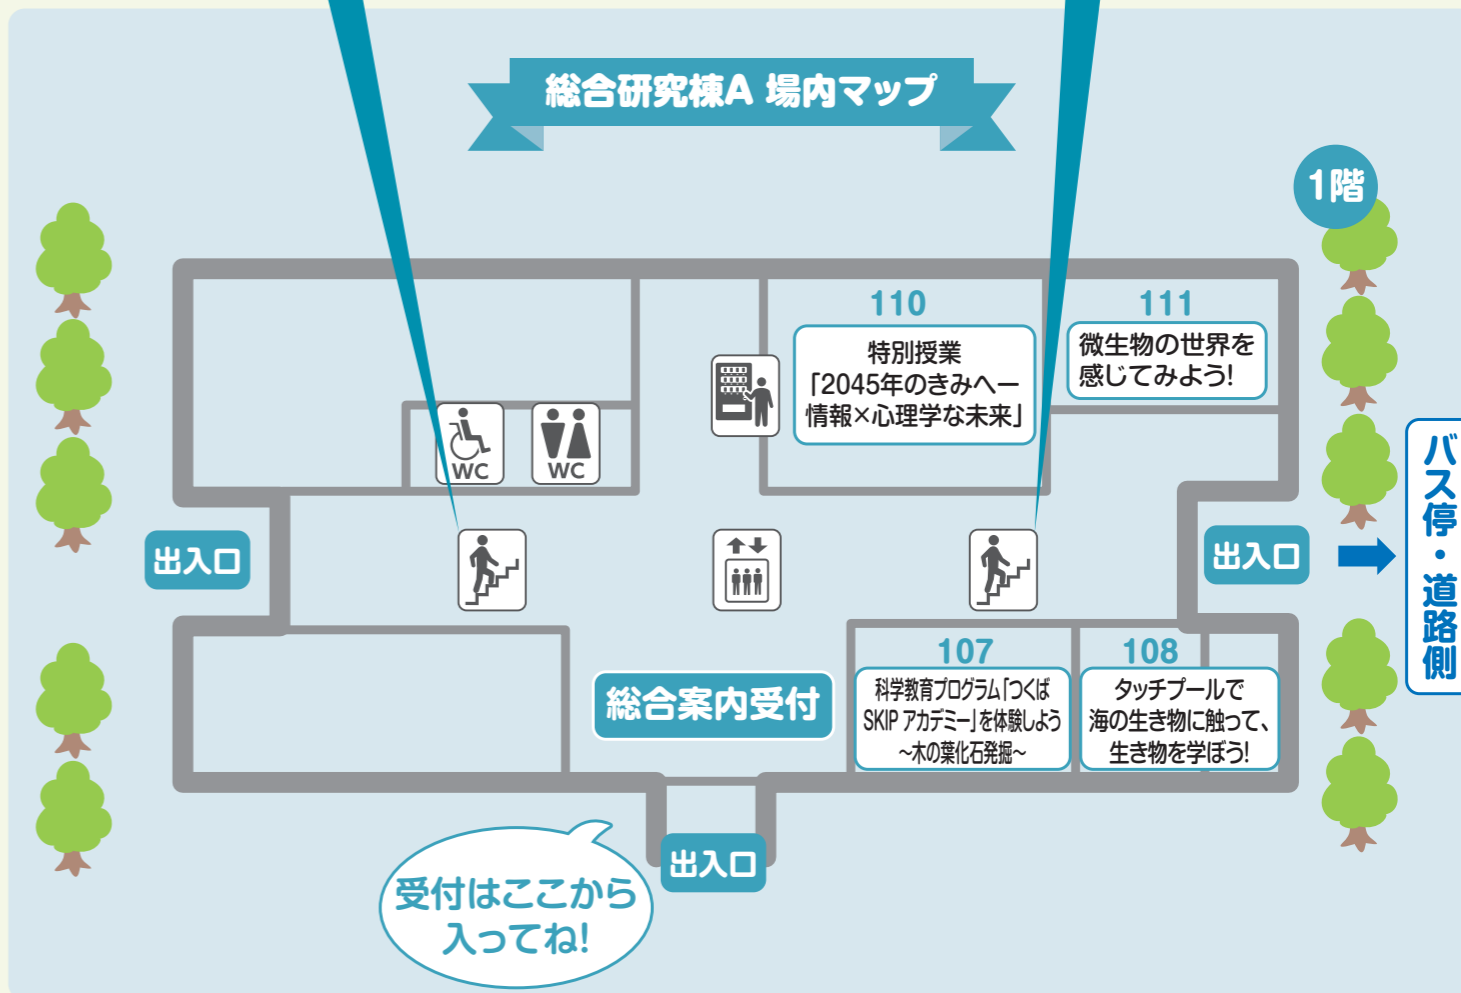 総合研究棟A 場内マップ
1階
110
特別授業
「2045年のきみへー
情報×心理学な未来」
111
微生物の世界を
感じてみよう!
WC
WC
出入口
出入口
バス停・道路側
総合案内受付
107
科学教育プログラム「つくば
SKIP アカデミー」を体験しよう
～木の葉化石発掘～
108
タッチプールで
海の生き物に触って、
生き物を学ぼう!
出入口
受付はここから
入ってね!